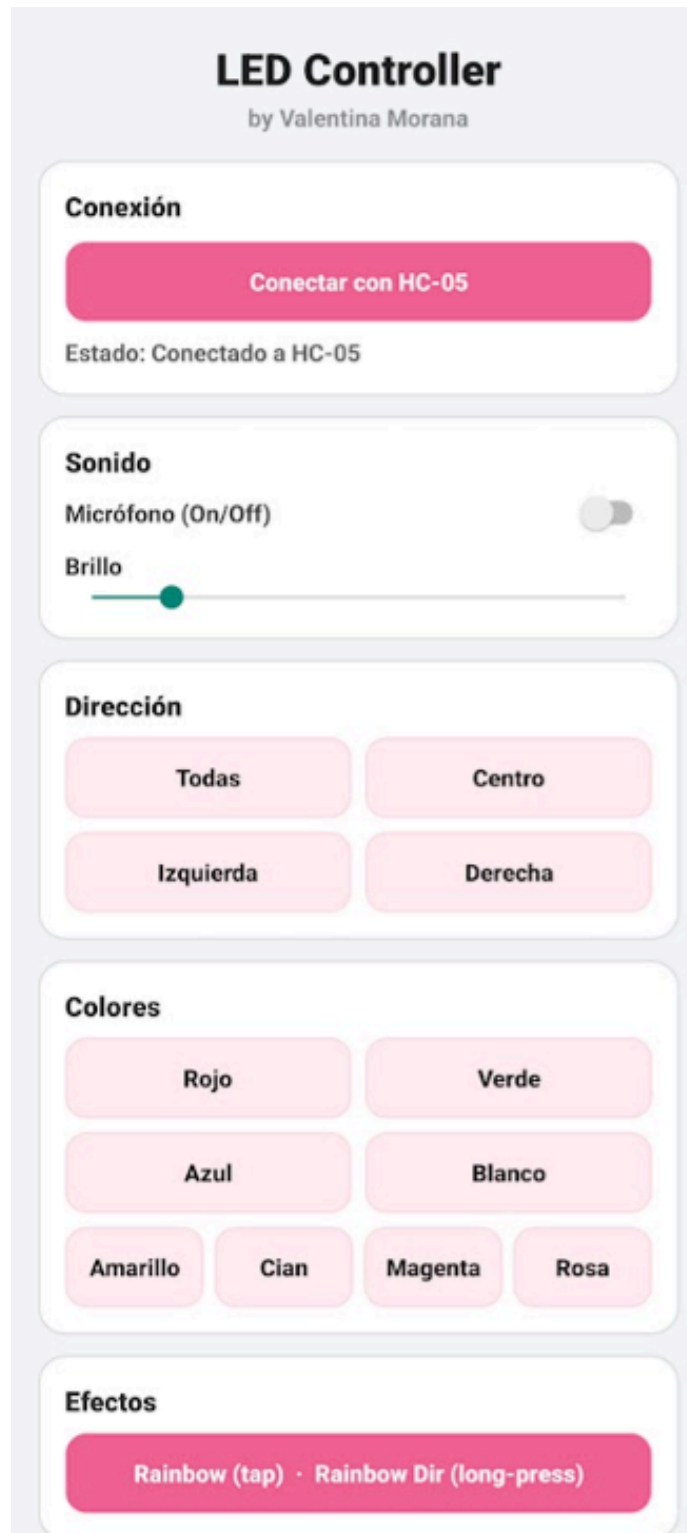 LED Controller
by Valentina Morana
Conexión
Conectar con HC-05
Estado: Conectado a HC-05
Sonido
Micrófono (On/Off)
Brillo
Dirección
Todas
Centro
Izquierda
Derecha
Colores
Rojo
Verde
Azul
Blanco
Amarillo
Cian
Magenta
Rosa
Efectos
Rainbow (tap) · Rainbow Dir (long-press)